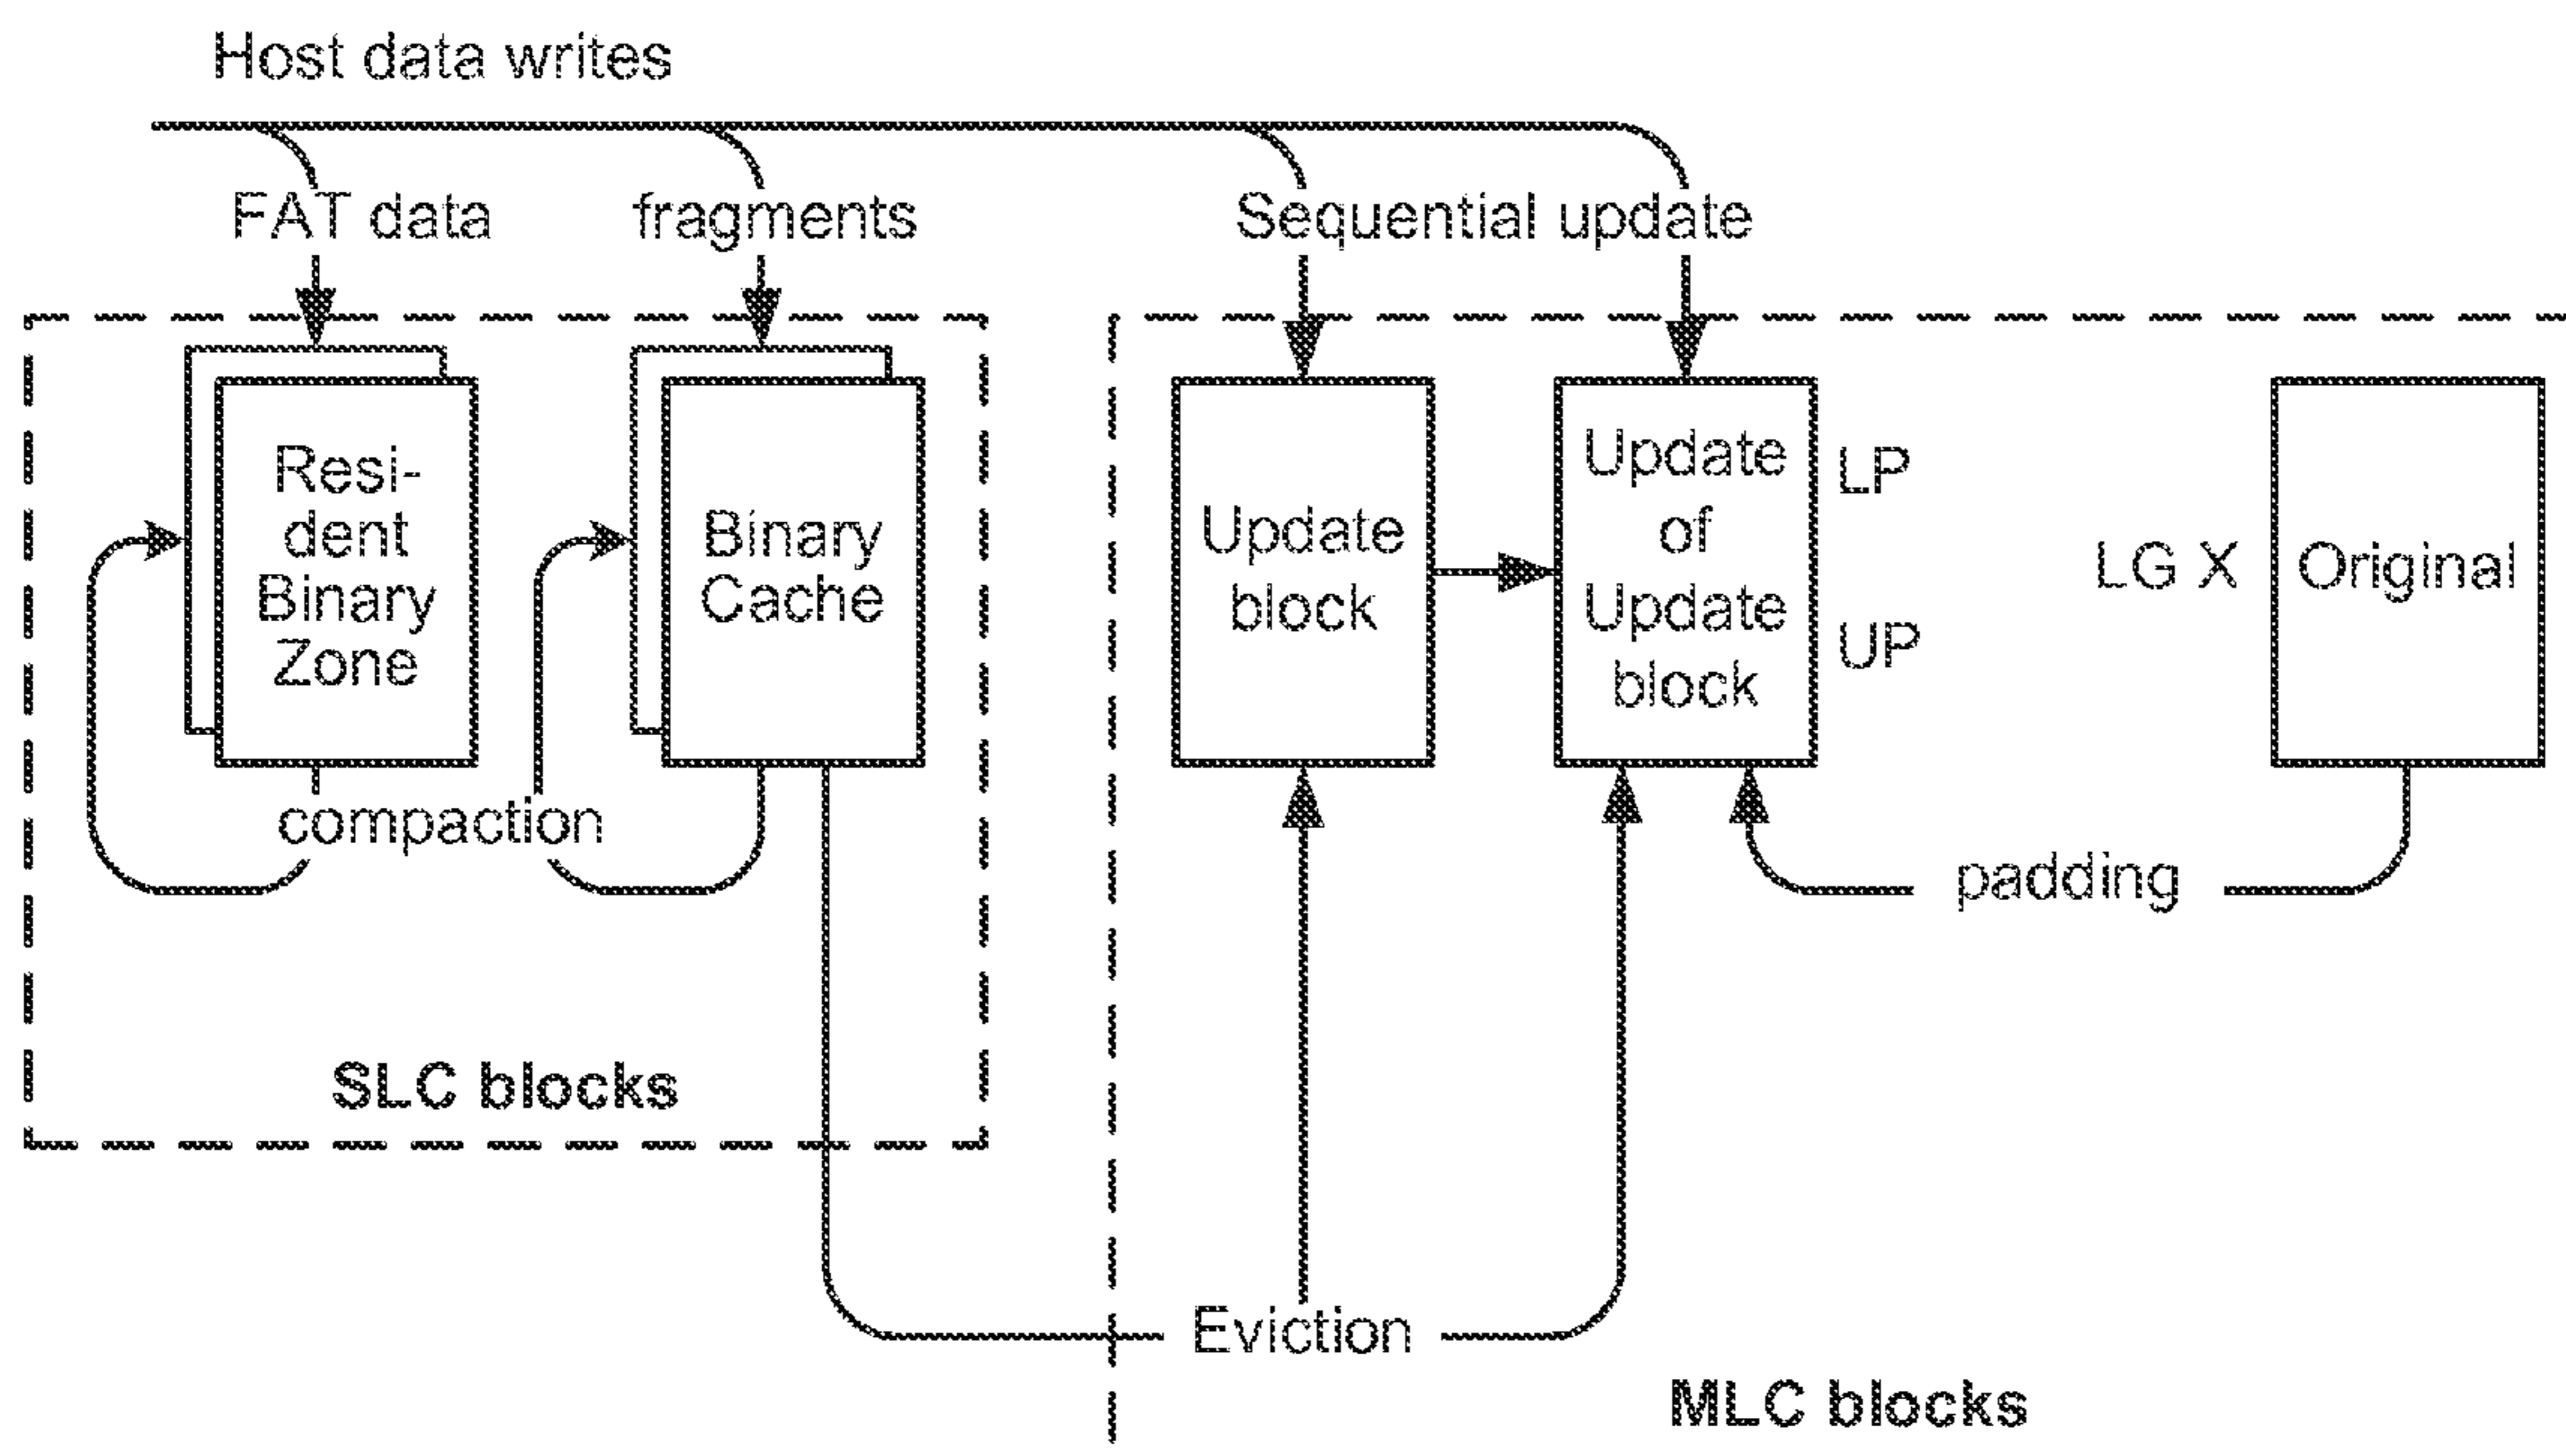 Host data writes
FAT data
fragments
Sequential update
Resi-
dent
Binary
Zone
Binary
Cache
Update
block
Update
of
Update
block
LP
UP
LG X
Original
compaction
padding
SLC blocks
Eviction
MLC blocks